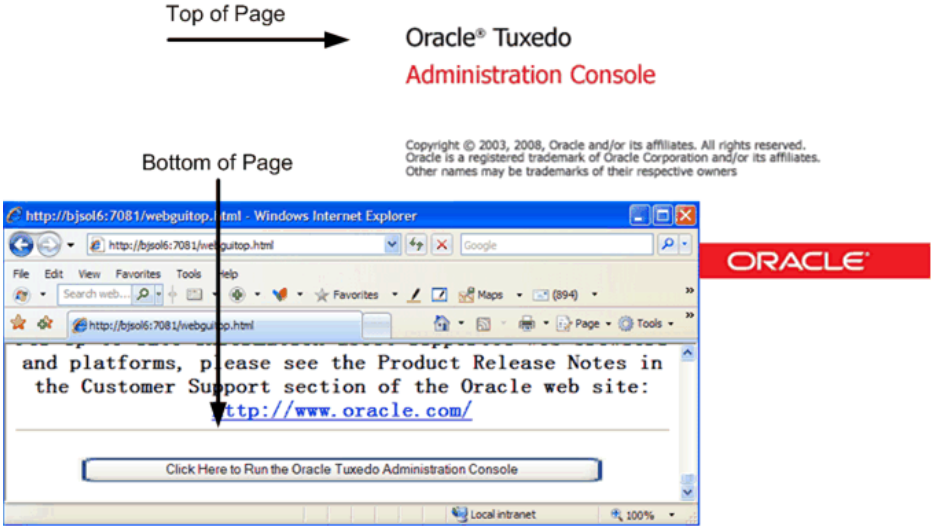 Top of Page
Oracle® Tuxedo
Administration Console
Copyright © 2003, 2008, Oracle and/or its affiliates. All rights reserved.
Oracle is a registered trademark of Oracle Corporation and/or its affiliates.
Other names may be trademarks of their respective owners
Bottom of Page
http://bjsol6:7081/webguitop.html - Windows Internet Explorer
http://bjsol6:7081/webguitop.html
Google
ORACLE®
File Edit View Favorites Tools Help
Search web...
Favorites
Maps
(894)
»
http://bjsol6:7081/webguitop.html
Page
Tools
»
and platforms, please see the Product Release Notes in
the Customer Support section of the Oracle web site:
http://www.oracle.com/
Click Here to Run the Oracle Tuxedo Administration Console
Local intranet
100%